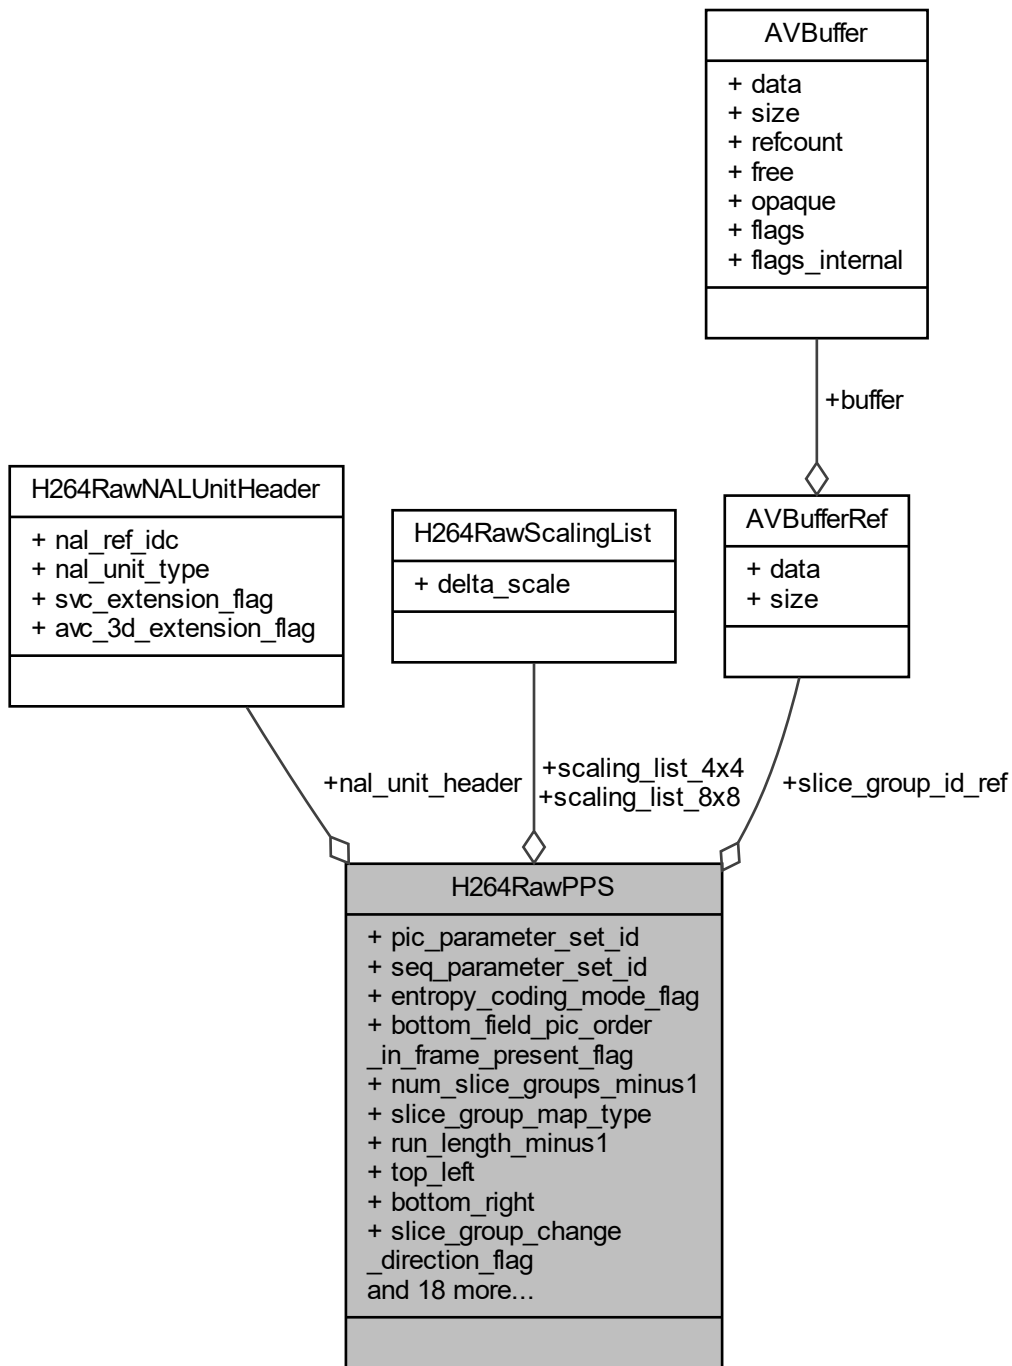 AVBuffer
+ data
+ size
+ refcount
+ free
+ opaque
+ flags
+ flags_internal
+buffer
H264RawNALUnitHeader
+ nal_ref_idc
+ nal_unit_type
+ svc_extension_flag
+ avc_3d_extension_flag
H264RawScalingList
+ delta_scale
AVBufferRef
+ data
+ size
+nal_unit_header
+scaling_list_4x4
+scaling_list_8x8
+slice_group_id_ref
H264RawPPS
+ pic_parameter_set_id
+ seq_parameter_set_id
+ entropy_coding_mode_flag
+ bottom_field_pic_order
_in_frame_present_flag
+ num_slice_groups_minus1
+ slice_group_map_type
+ run_length_minus1
+ top_left
+ bottom_right
+ slice_group_change
_direction_flag
and 18 more...